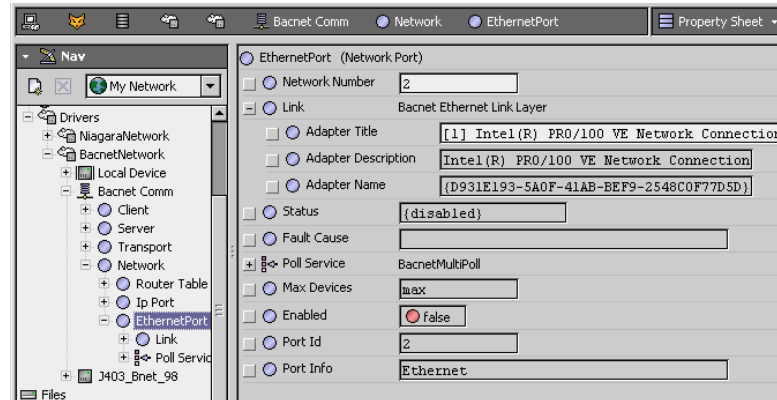 Bacnet Comm Network EthernetPort Property Sheet
Nav
My Network
Drivers
NiagaraNetwork
BacnetNetwork
Local Device
Bacnet Comm
Client
Server
Transport
Network
Router Table
Ip Port
EthernetPort
Link
Poll Servic
J403_Bnet_98
Files
EthernetPort (Network Port)
Network Number 2
Link Bacnet Ethernet Link Layer
Adapter Title [1] Intel(R) PRO/100 VE Network Connection
Adapter Description Intel(R) PRO/100 VE Network Connection
Adapter Name {D931E193-5A0F-41AB-BEF9-2548C0F77D5D}
Status {disabled}
Fault Cause
Poll Service BacnetMultiPoll
Max Devices max
Enabled false
Port Id 2
Port Info Ethernet